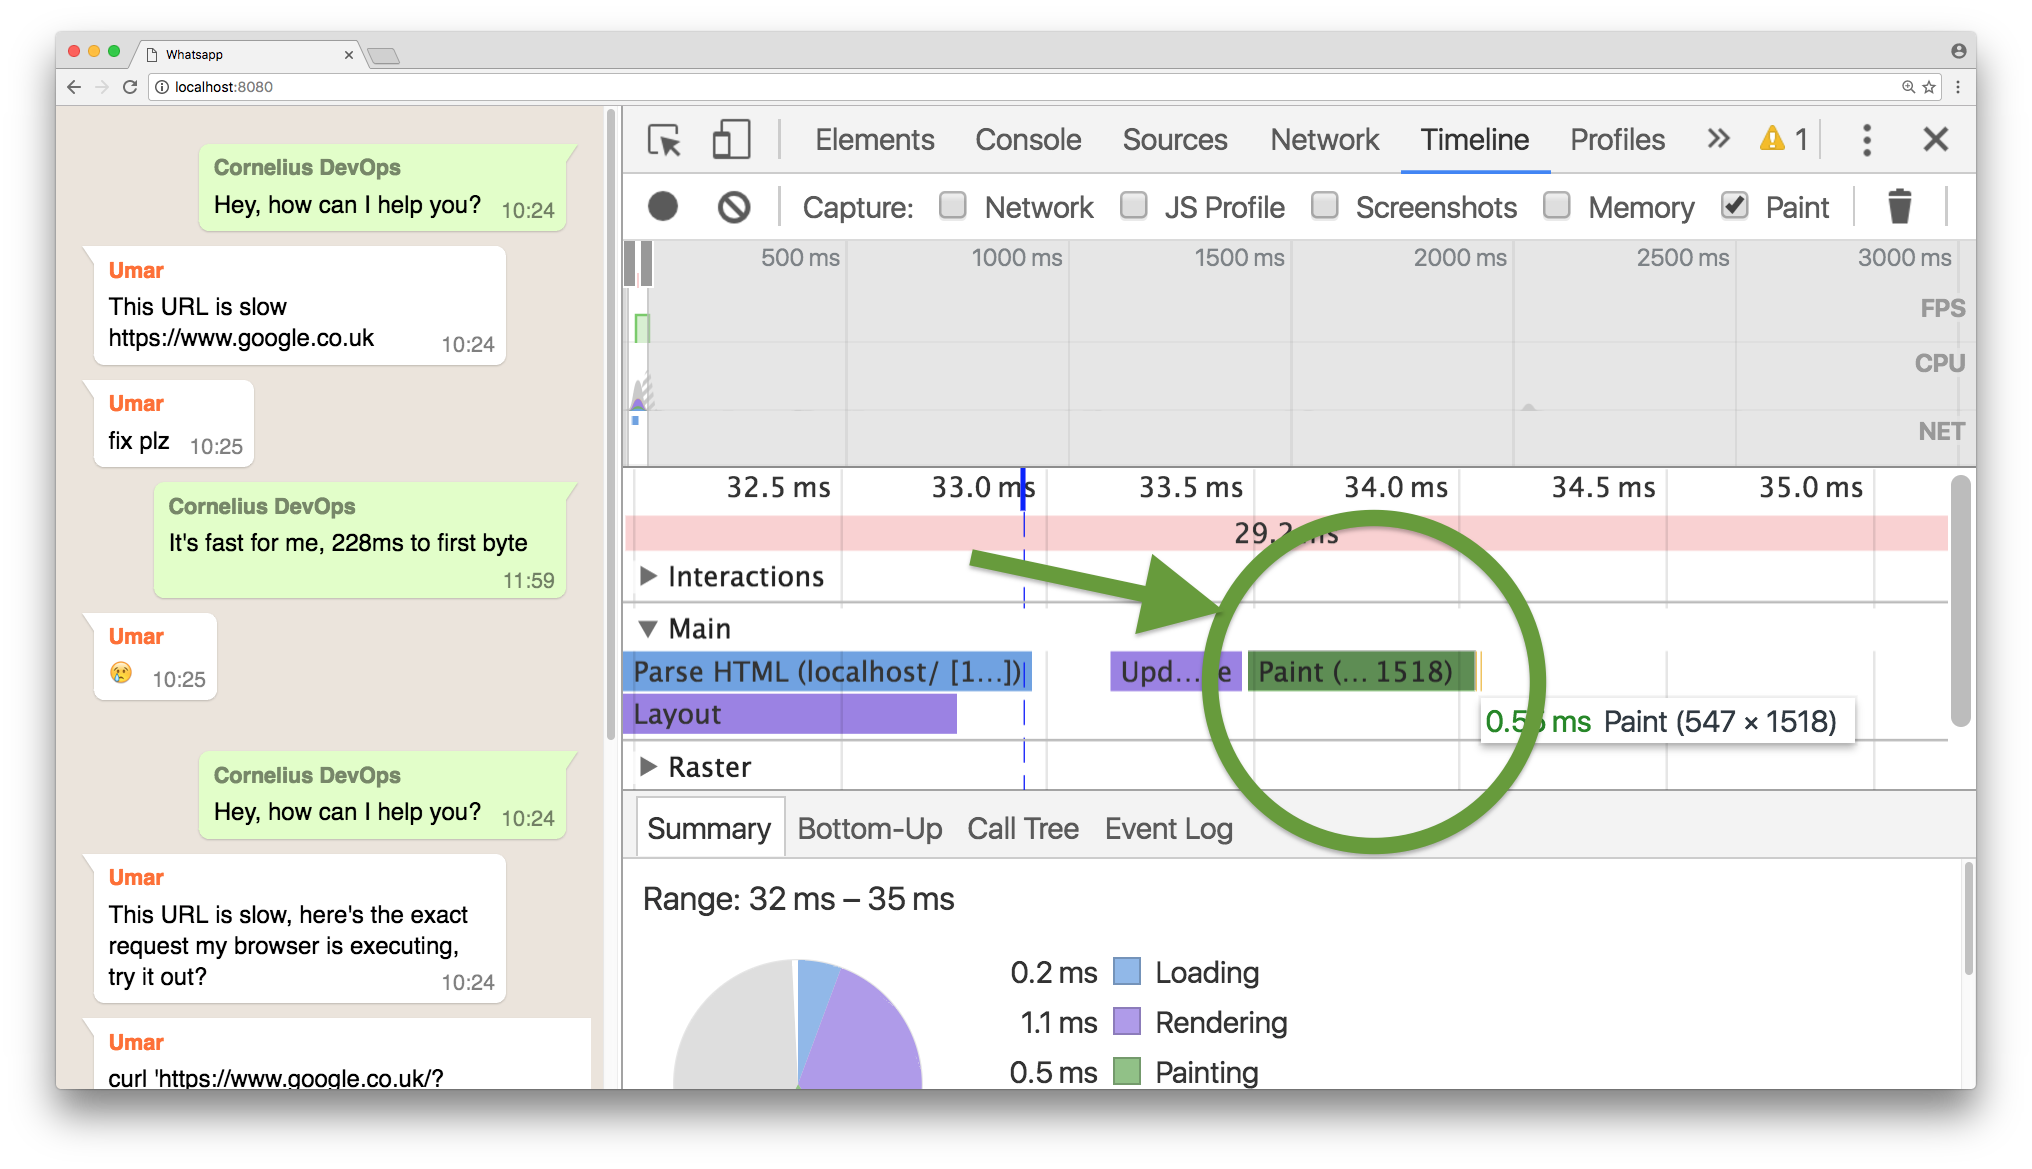 Whatsapp
localhost:8080
Cornelius DevOps
Hey, how can I help you? 10:24
Umar
This URL is slow
https://www.google.co.uk 10:24
Umar
fix plz 10:25
Cornelius DevOps
It's fast for me, 228ms to first byte
11:59
Umar
😢 10:25
Cornelius DevOps
Hey, how can I help you? 10:24
Umar
This URL is slow, here's the exact
request my browser is executing,
try it out? 10:24
Umar
curl 'https://www.google.co.uk/?
Elements Console Sources Network Timeline Profiles » 1
Capture: Network JS Profile Screenshots Memory Paint
500 ms 1000 ms 1500 ms 2000 ms 2500 ms 3000 ms
FPS
CPU
NET
32.5 ms 33.0 ms 33.5 ms 34.0 ms 34.5 ms 35.0 ms
ms
Interactions
Main
Parse HTML (localhost/ [1…]) Upd…e Paint (… 1518)
Layout
ms Paint (547 × 1518)
Raster
Summary Bottom-Up Call Tree Event Log
Range: 32 ms – 35 ms
0.2 ms Loading
1.1 ms Rendering
0.5 ms Painting